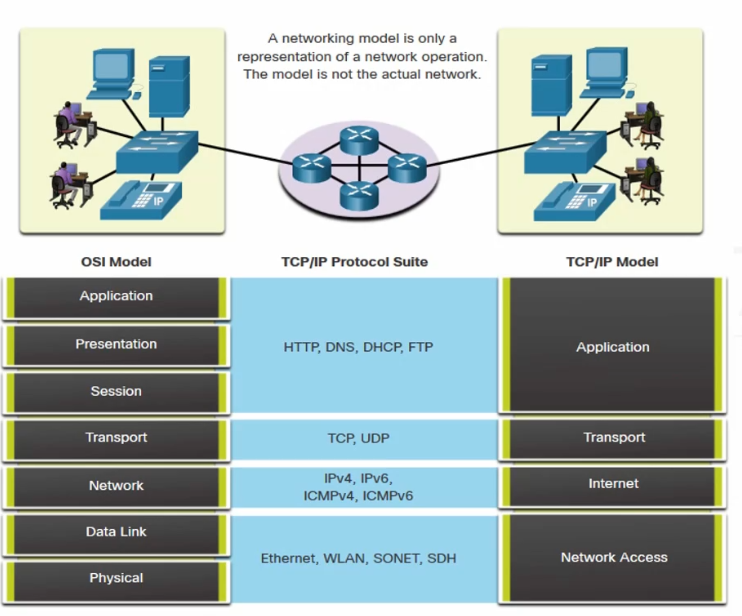 A networking model is only a
representation of a network operation.
The model is not the actual network.
IP
IP
OSI Model
TCP/IP Protocol Suite
TCP/IP Model
Application
Presentation
Session
HTTP, DNS, DHCP, FTP
Application
Transport
TCP, UDP
Transport
Network
IPv4, IPv6,
ICMPv4, ICMPv6
Internet
Data Link
Physical
Ethernet, WLAN, SONET, SDH
Network Access